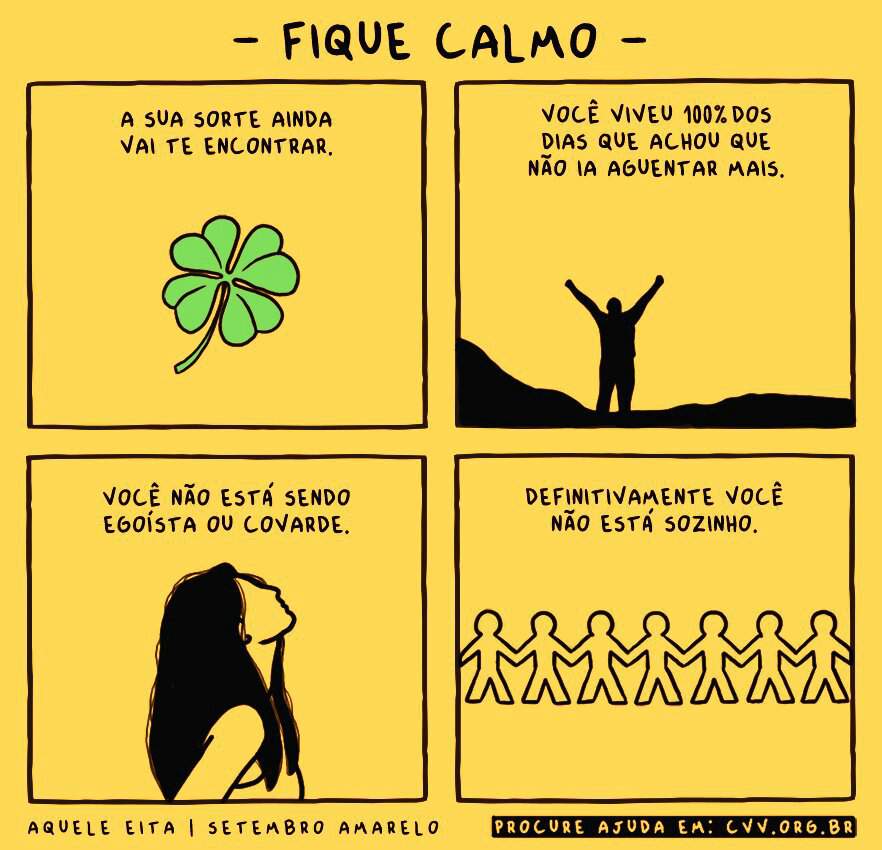 - FIQUE CALMO -
A SUA SORTE AINDA
VAI TE ENCONTRAR.
VOCÊ VIVEU 100% DOS
DIAS QUE ACHOU QUE
NÃO IA AGUENTAR MAIS.
VOCÊ NÃO ESTÁ SENDO
EGOÍSTA OU COVARDE.
DEFINITIVAMENTE VOCÊ
NÃO ESTÁ SOZINHO.
AQUELE EITA | SETEMBRO AMARELO
PROCURE AJUDA EM: CVV.ORG.BR